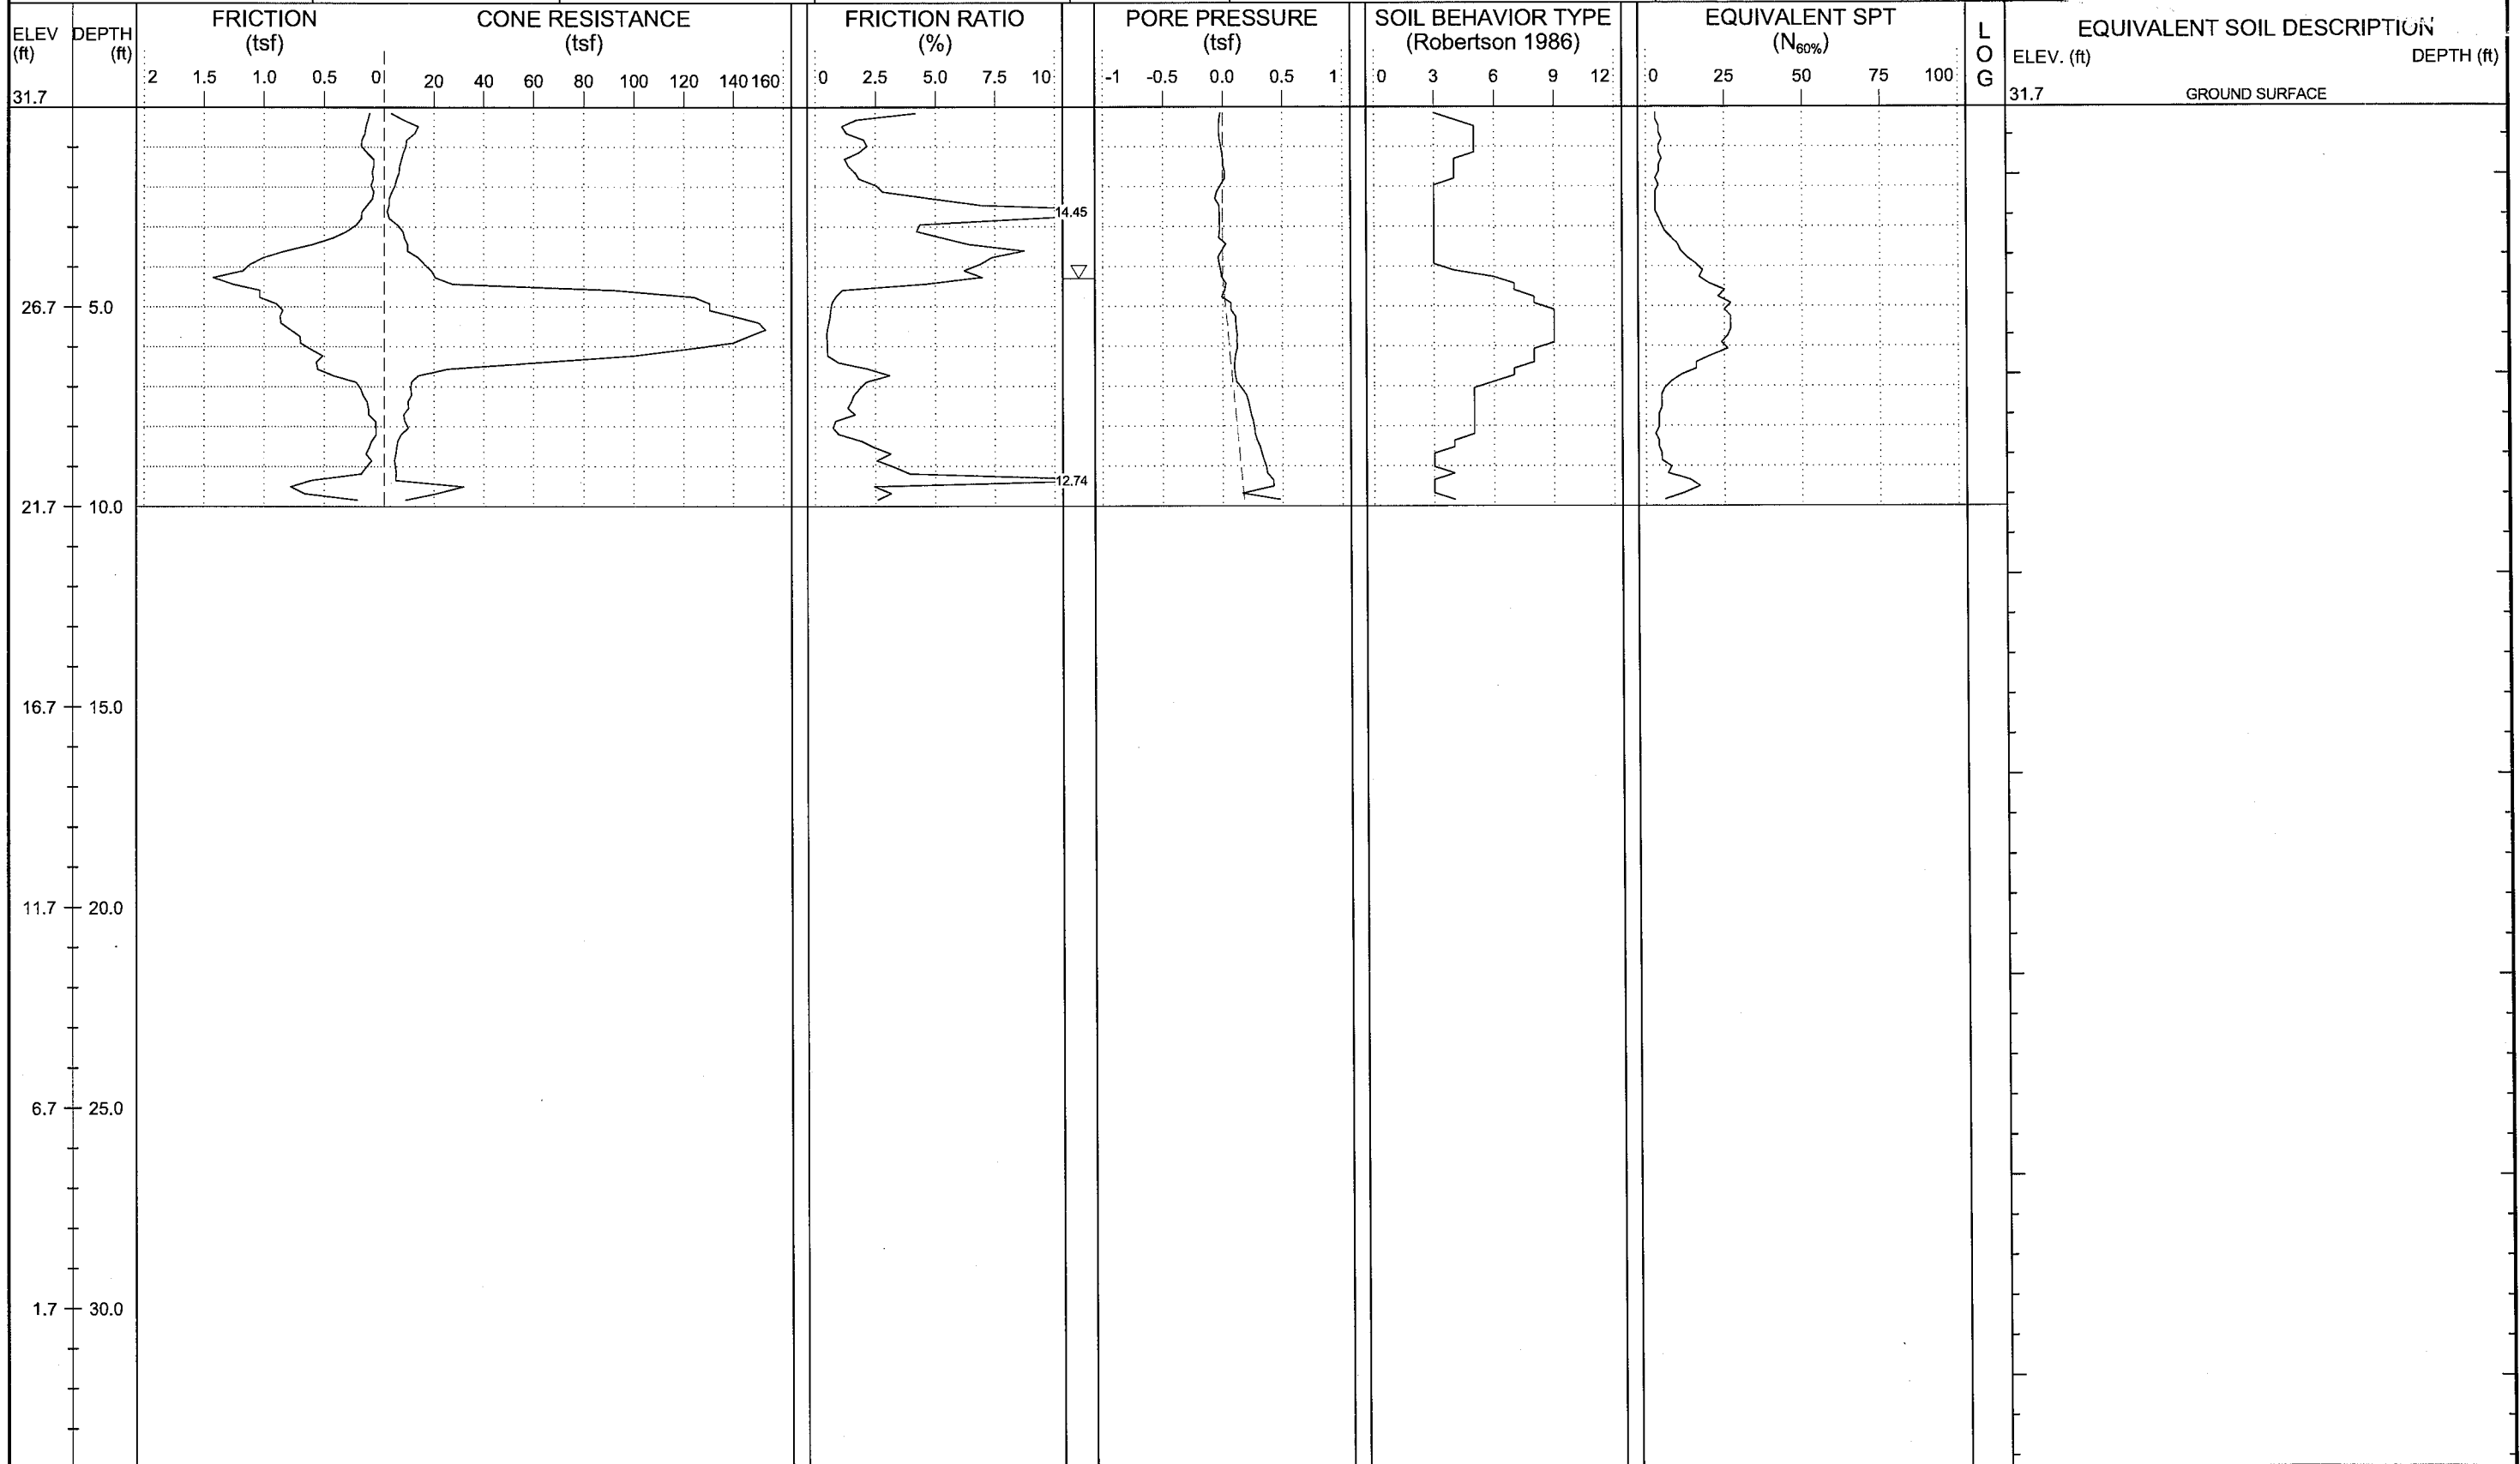 ELEV
(ft)
DEPTH
(ft)
FRICTION
(tsf)
CONE RESISTANCE
(tsf)
FRICTION RATIO
(%)
PORE PRESSURE
(tsf)
SOIL BEHAVIOR TYPE
(Robertson 1986)
EQUIVALENT SPT
(N60%)
L
O
G
EQUIVALENT SOIL DESCRIPTION
ELEV. (ft) DEPTH (ft)
2 1.5 1.0 0.5 0 20 40 60 80 100 120 140 160
0 2.5 5.0 7.5 10
-1 -0.5 0.0 0.5 1
0 3 6 9 12
0 25 50 75 100
31.7
31.7 GROUND SURFACE
14.45
26.7 5.0
12.74
21.7 10.0
16.7 15.0
11.7 20.0
6.7 25.0
1.7 30.0